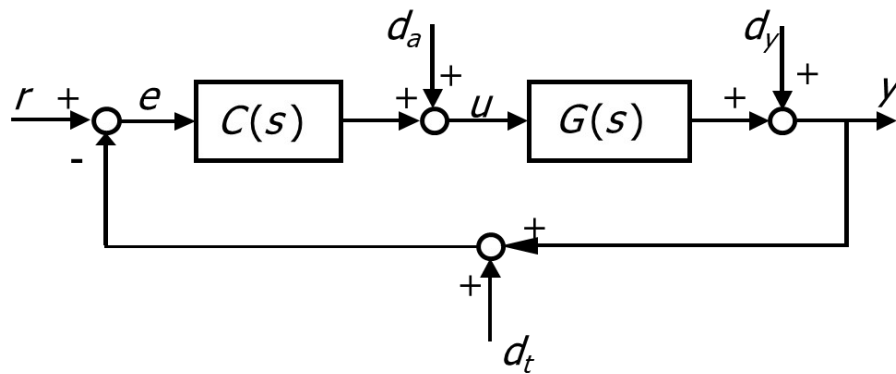 d_a
d_y
r + e C(s) + + u G(s) + + y
-
+
+
d_t